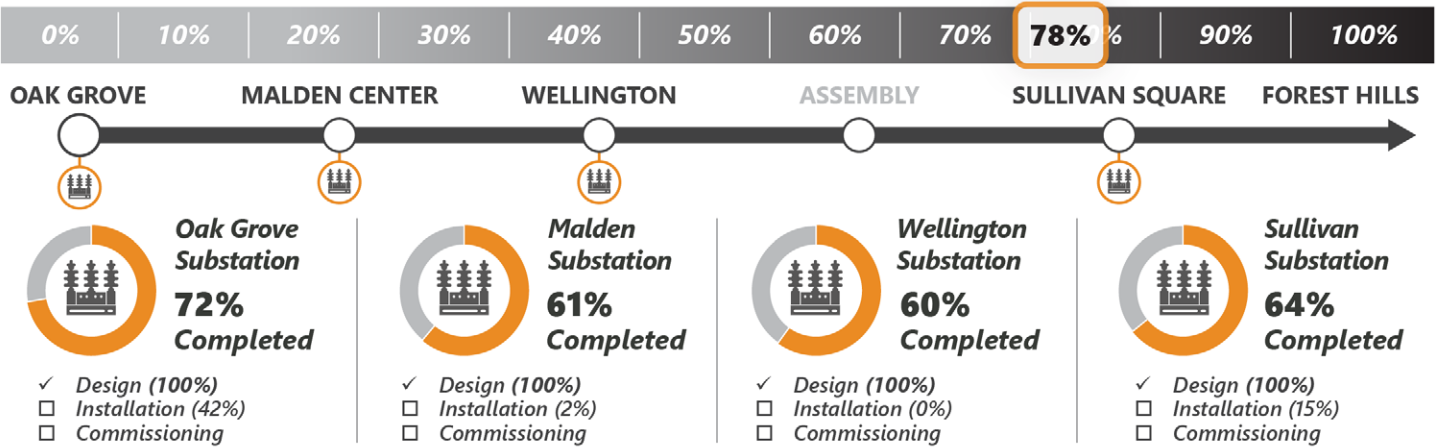 0% 10% 20% 30% 40% 50% 60% 70% 78% % 90% 100%
OAK GROVE MALDEN CENTER WELLINGTON ASSEMBLY SULLIVAN SQUARE FOREST HILLS
Oak Grove
Substation
72%
Completed
✓ Design (100%)
☐ Installation (42%)
☐ Commissioning
Malden
Substation
61%
Completed
✓ Design (100%)
☐ Installation (2%)
☐ Commissioning
Wellington
Substation
60%
Completed
✓ Design (100%)
☐ Installation (0%)
☐ Commissioning
Sullivan
Substation
64%
Completed
✓ Design (100%)
☐ Installation (15%)
☐ Commissioning